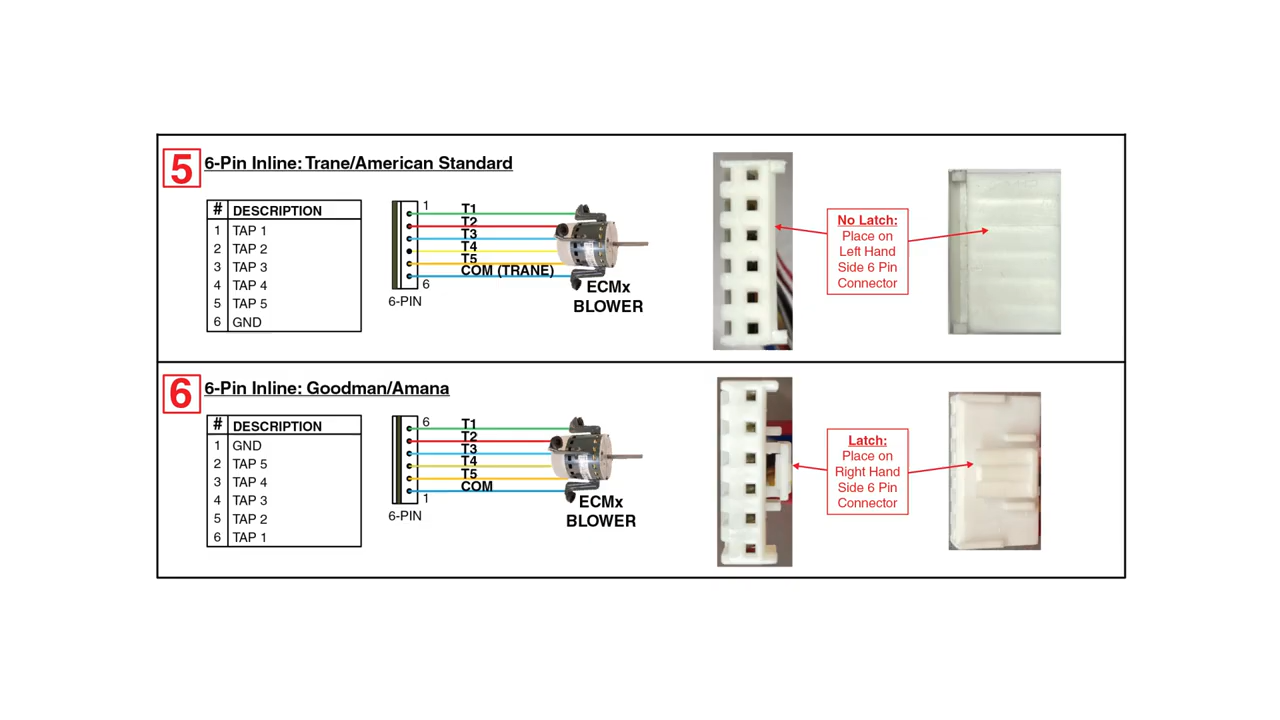 5
6-Pin Inline: Trane/American Standard
# DESCRIPTION
1 TAP 1
2 TAP 2
3 TAP 3
4 TAP 4
5 TAP 5
6 GND
1
T1
T2
T3
T4
T5
COM (TRANE)
6
6-PIN
ECMx
BLOWER
No Latch:
Place on
Left Hand
Side 6 Pin
Connector
6
6-Pin Inline: Goodman/Amana
# DESCRIPTION
1 GND
2 TAP 5
3 TAP 4
4 TAP 3
5 TAP 2
6 TAP 1
6
T1
T2
T3
T4
T5
COM
1
6-PIN
ECMx
BLOWER
Latch:
Place on
Right Hand
Side 6 Pin
Connector